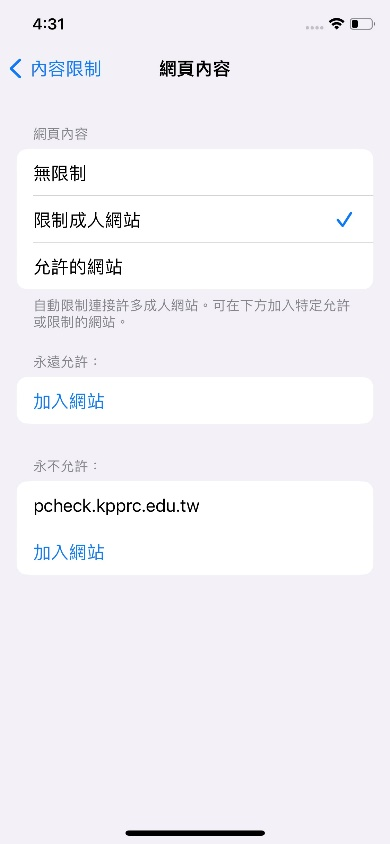 4:31
內容限制
網頁內容
網頁內容
無限制
限制成人網站
允許的網站
自動限制連接許多成人網站。可在下方加入特定允許
或限制的網站。
永遠允許：
加入網站
永不允許：
pcheck.kpprc.edu.tw
加入網站